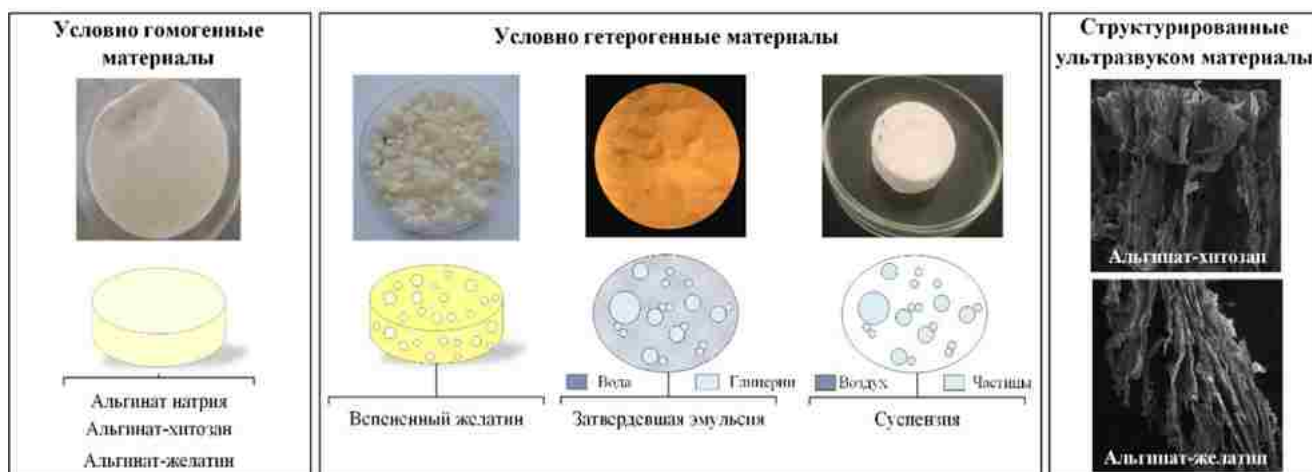 Условно гомогенные
материалы
Альгинат натрия
Альгинат-хитозан
Альгинат-желатин
Условно гетерогенные материалы
Вспененный желатин
Вода
Глицерин
Затвердевшая эмульсия
Воздух
Частицы
Суспензия
Структурированные
ультразвуком материалы
Альгинат-хитозан
Альгинат-желатин